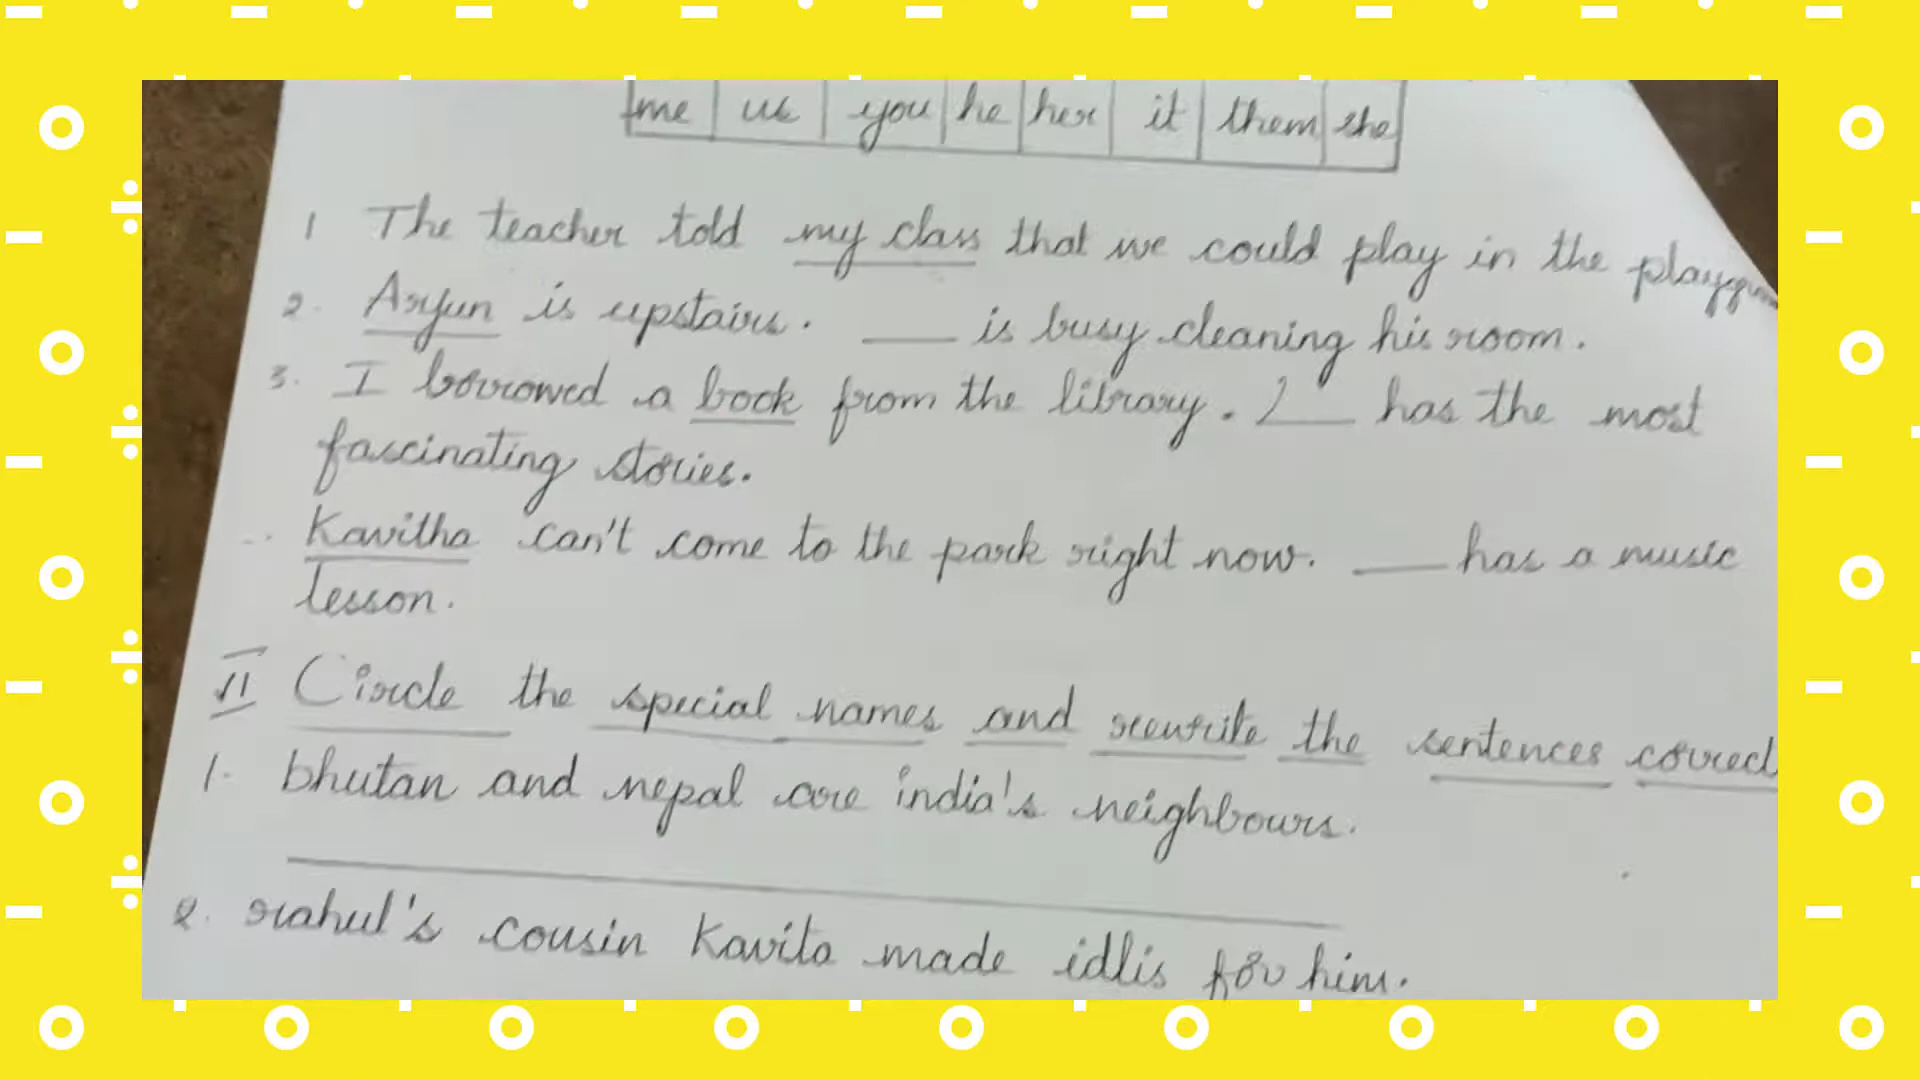 me us you he her it them she
1 The teacher told my class that we could play in the
2. Arjun is upstairs. ___ is busy cleaning his room.
3. I borrowed a book from the library. ___ has the most
fascinating stories.
Kavitha can't come to the park right now. ___ has a music
lesson.
II Circle the special names and rewrite the sentences
1. bhutan and nepal are india's neighbours.
2. rahul's cousin Kavita made idlis for him.